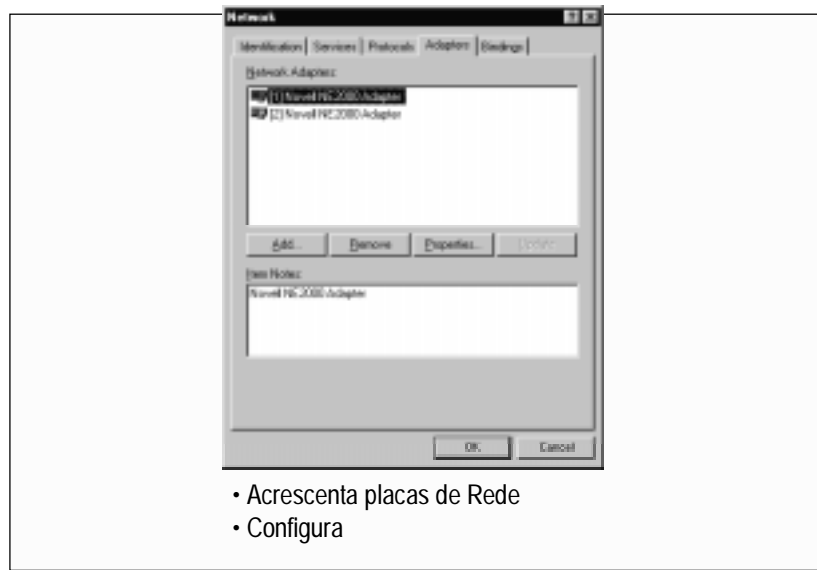 Network
Identification Services Protocols Adapters Bindings
Network Adapters:
[1] Novell NE2000 Adapter
[2] Novell NE2000 Adapter
Add... Remove Properties... Update
Item Notes:
Novell NE2000 Adapter
OK Cancel
• Acrescenta placas de Rede
• Configura